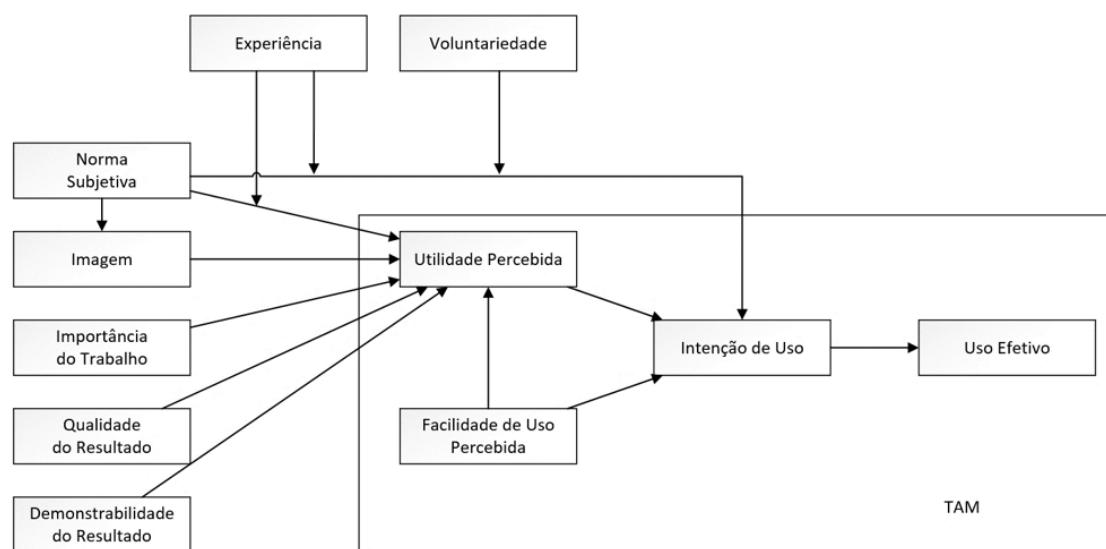 Experiência
Voluntariedade
Norma
Subjetiva
Imagem
Utilidade Percebida
Importância
do Trabalho
Intenção de Uso
Uso Efetivo
Qualidade
do Resultado
Facilidade de Uso
Percebida
Demonstrabilidade
do Resultado
TAM